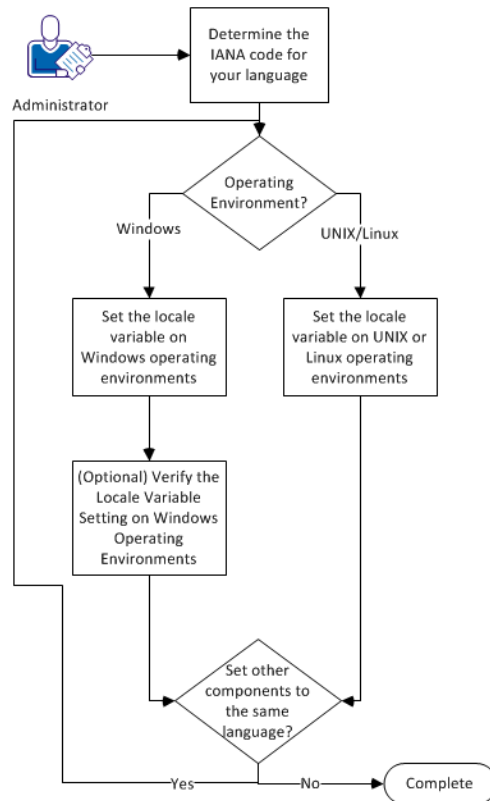 Determine the
IANA code for
your language
Administrator
Operating
Environment?
Windows
UNIX/Linux
Set the locale
variable on
Windows operating
environments
Set the locale
variable on UNIX or
Linux operating
environments
(Optional) Verify the
Locale Variable
Setting on Windows
Operating
Environments
Set other
components to
the same
language?
Yes
No
Complete